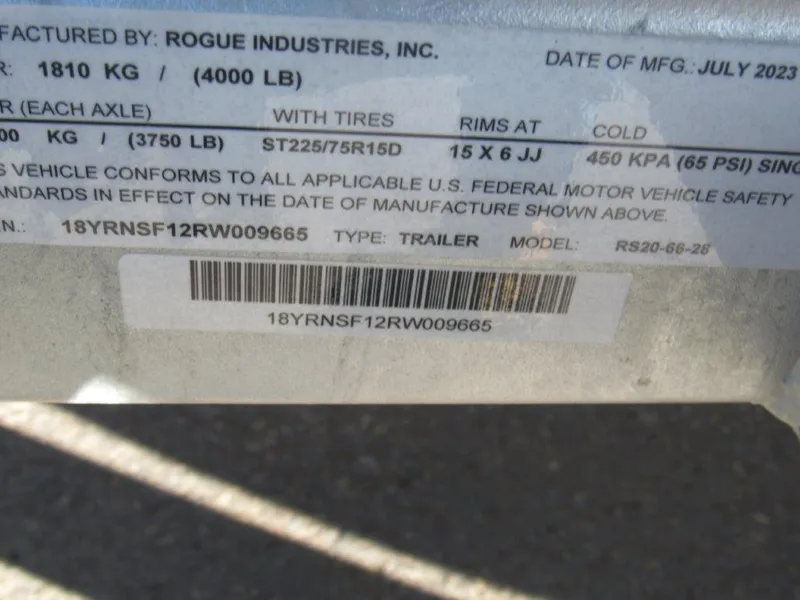 FACTURED BY: ROGUE INDUSTRIES, INC.
DATE OF MFG.: JULY 2023
R: 1810 KG / (4000 LB)
R (EACH AXLE) WITH TIRES RIMS AT COLD
00 KG / (3750 LB) ST225/75R15D 15 X 6 JJ 450 KPA (65 PSI) SING
S VEHICLE CONFORMS TO ALL APPLICABLE U.S. FEDERAL MOTOR VEHICLE SAFETY
ANDARDS IN EFFECT ON THE DATE OF MANUFACTURE SHOWN ABOVE.
N.: 18YRNSF12RW009665 TYPE: TRAILER MODEL: RS20-66-28
18YRNSF12RW009665